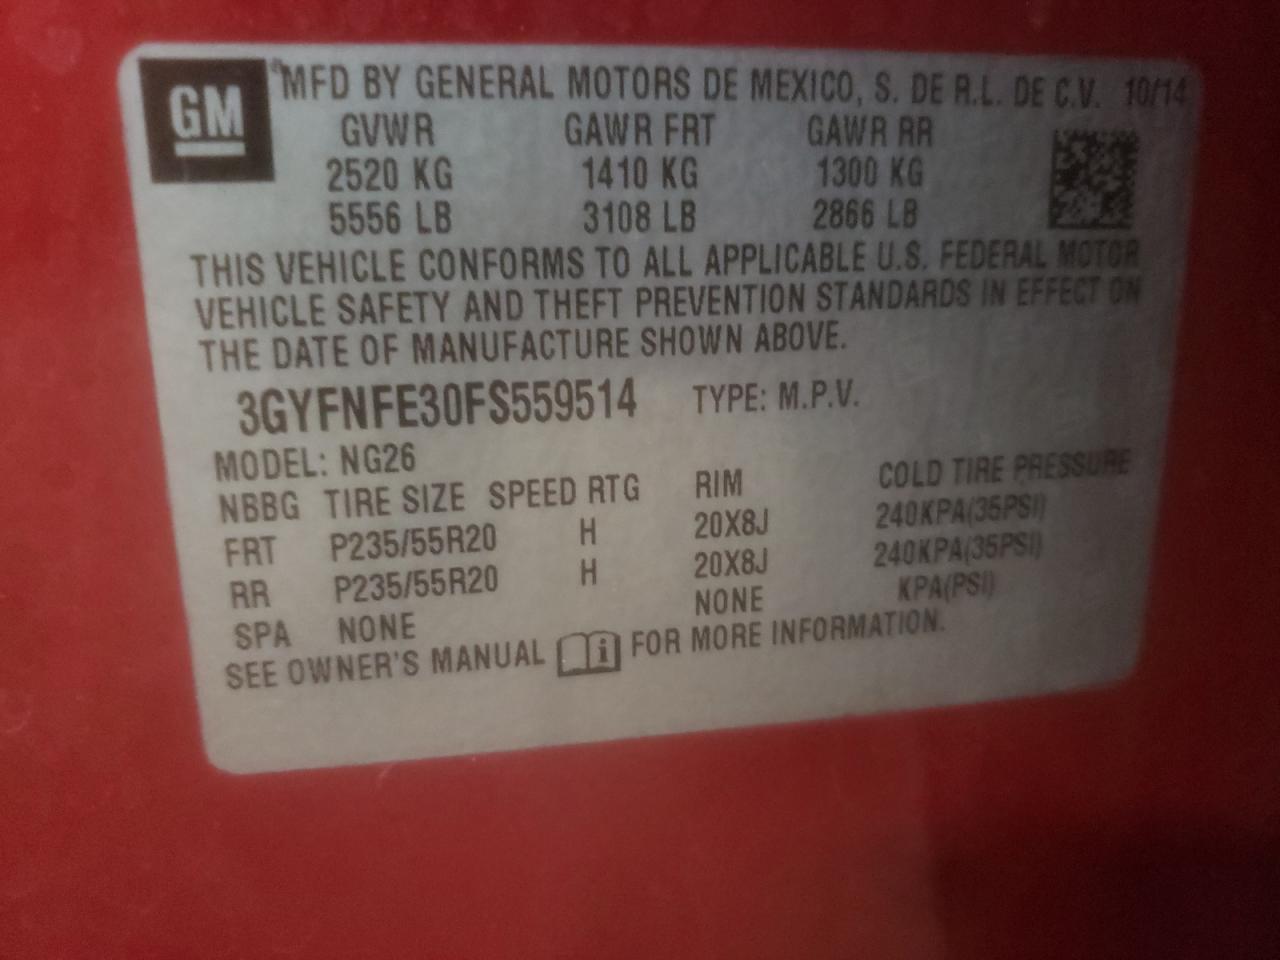 GM
MFD BY GENERAL MOTORS DE MEXICO, S. DE R.L. DE C.V. 10/14
GVWR GAWR FRT GAWR RR
2520 KG 1410 KG 1300 KG
5556 LB 3108 LB 2866 LB
THIS VEHICLE CONFORMS TO ALL APPLICABLE U.S. FEDERAL MOTOR
VEHICLE SAFETY AND THEFT PREVENTION STANDARDS IN EFFECT ON
THE DATE OF MANUFACTURE SHOWN ABOVE.
3GYFNFE30FS559514 TYPE: M.P.V.
MODEL: NG26
NBBG TIRE SIZE SPEED RTG RIM COLD TIRE PRESSURE
FRT P235/55R20 H 20X8J 240KPA(35PSI)
RR P235/55R20 H 20X8J 240KPA(35PSI)
SPA NONE NONE KPA(PSI)
SEE OWNER'S MANUAL FOR MORE INFORMATION.